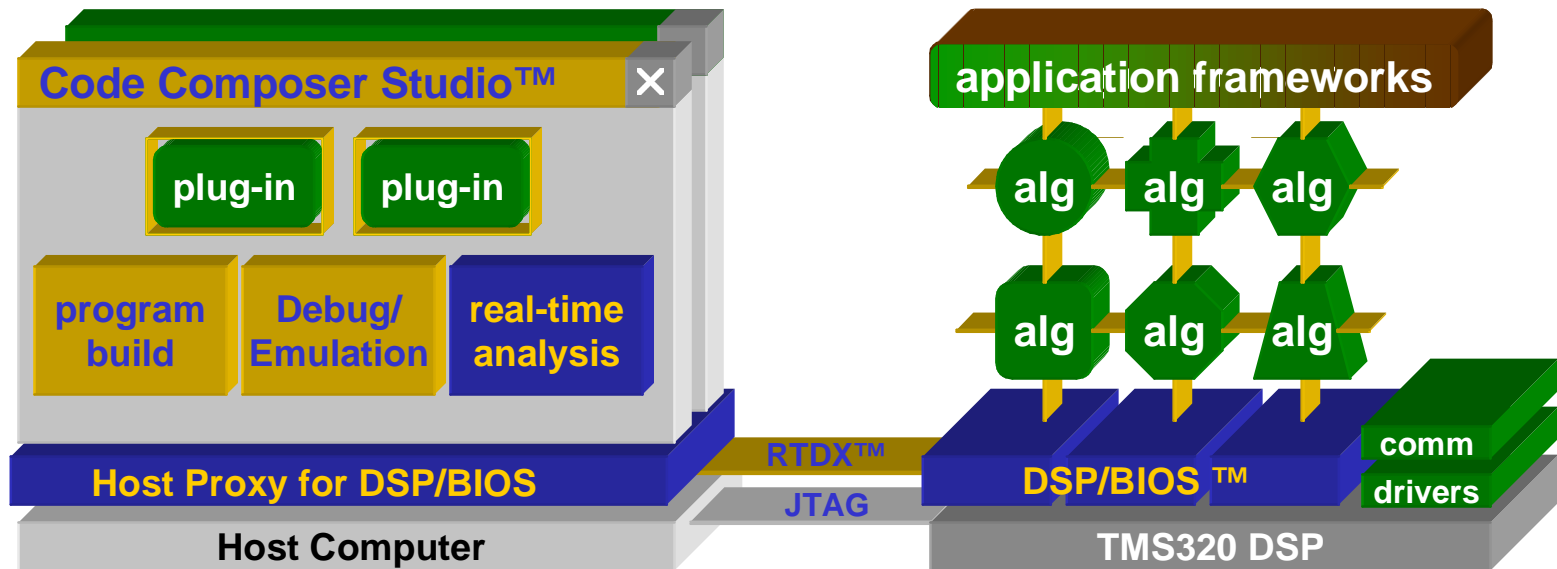 Code Composer Studio™
plug-in
plug-in
program
build
Debug/
Emulation
real-time
analysis
Host Proxy for DSP/BIOS
Host Computer
RTDX™
JTAG
application frameworks
alg
alg
alg
alg
alg
alg
DSP/BIOS ™
comm
drivers
TMS320 DSP